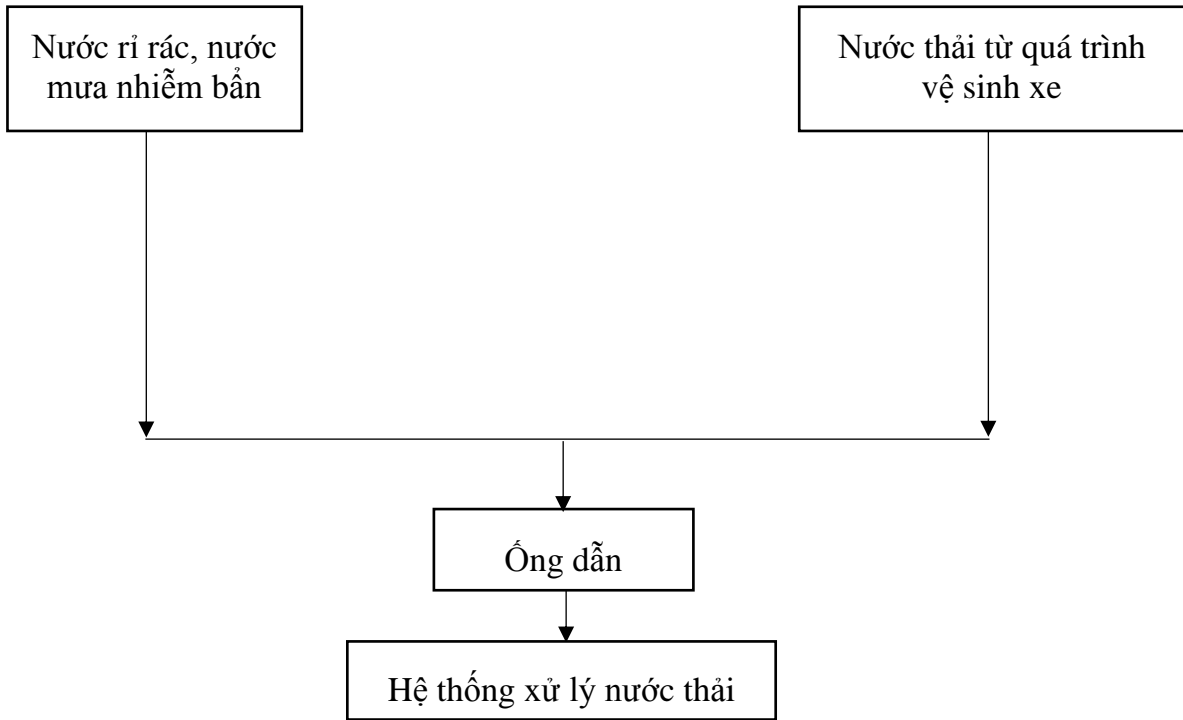 Nước rỉ rác, nước
mưa nhiễm bẩn
Nước thải từ quá trình
vệ sinh xe
Ống dẫn
Hệ thống xử lý nước thải